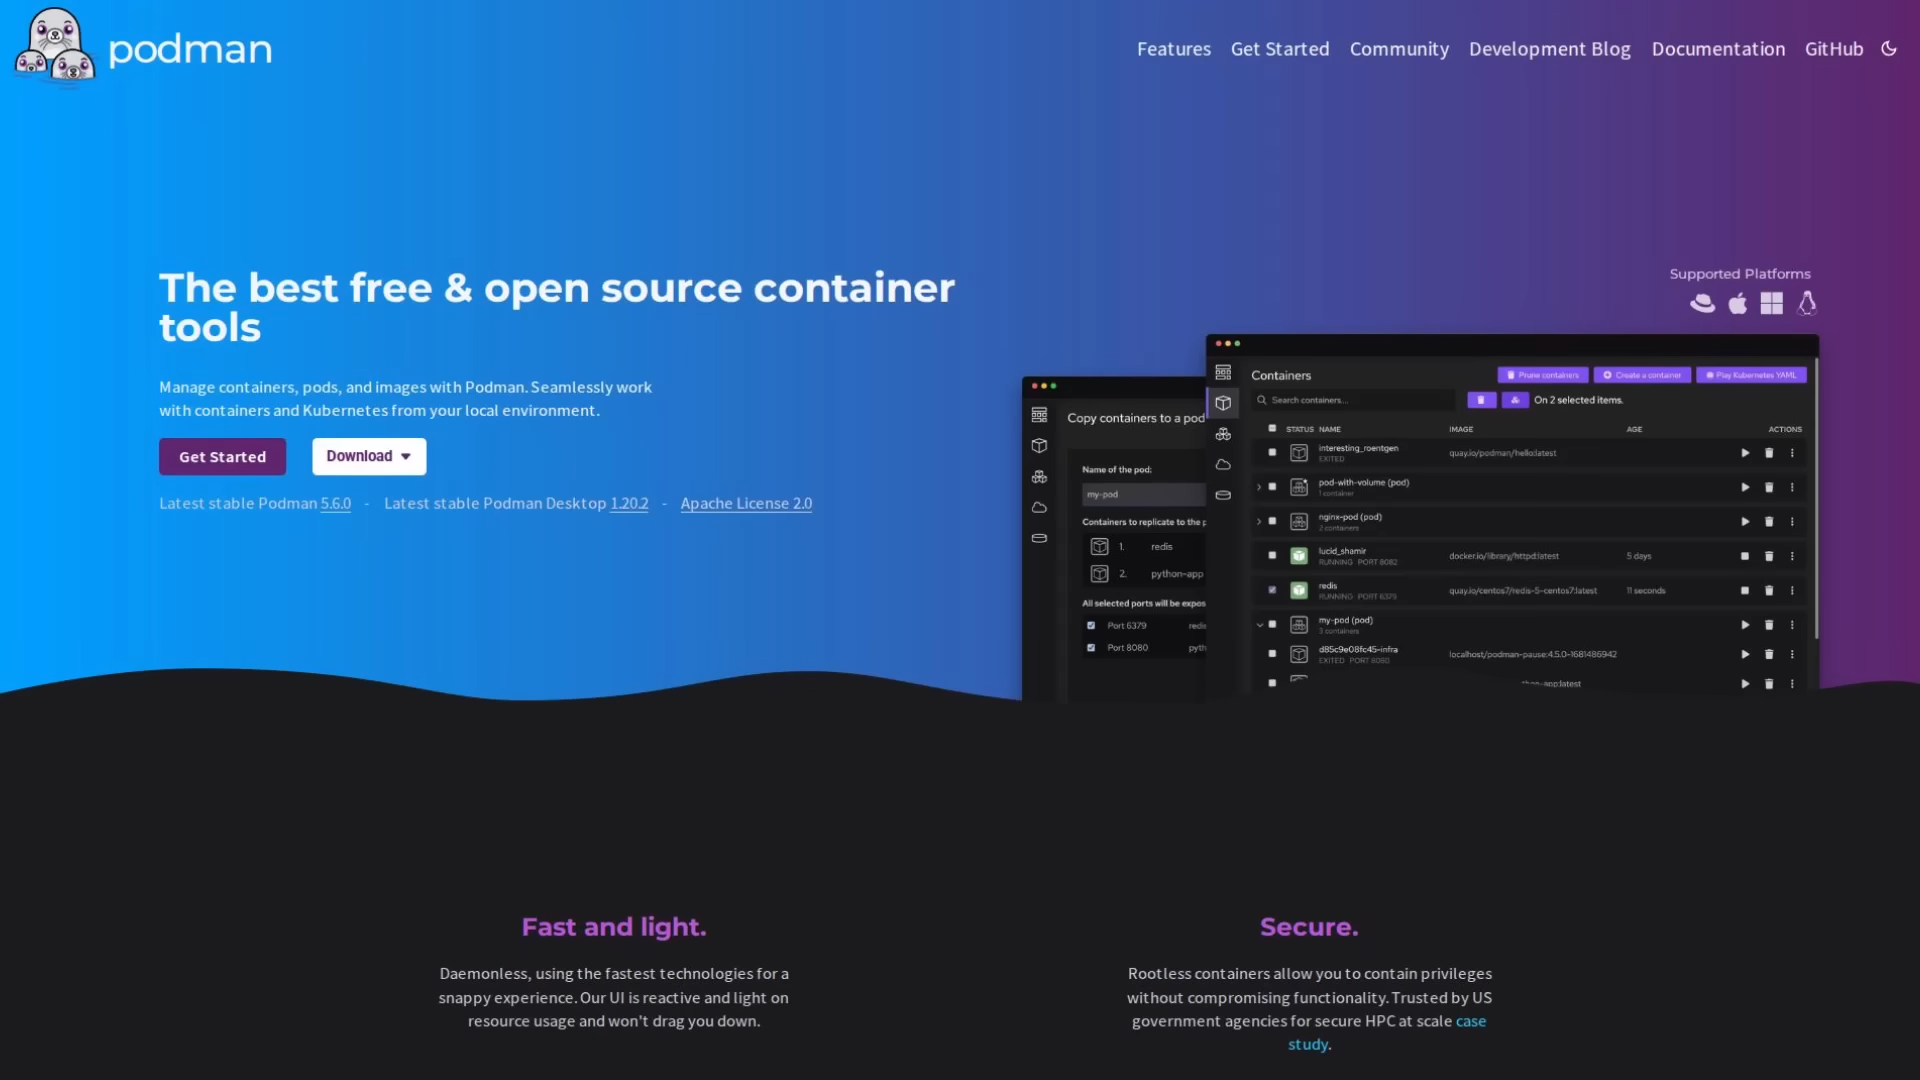 podman
Features Get Started Community Development Blog Documentation GitHub
The best free & open source container
tools
Manage containers, pods, and images with Podman. Seamlessly work
with containers and Kubernetes from your local environment.
Get Started Download
Latest stable Podman 5.6.0 - Latest stable Podman Desktop 1.20.2 - Apache License 2.0
Supported Platforms
Copy containers to a pod
Name of the pod:
my-pod
Containers to replicate to the p
1. redis
2. python-app
All selected ports will be expos
Port 6379 redis
Port 8080 pyth
Containers
Prune containers Create a container Play Kubernetes YAML
Search containers... On 2 selected items.
STATUS NAME IMAGE AGE ACTIONS
interesting_roentgen quay.io/podman/hello:latest
EXITED
pod-with-volume (pod)
1 container
nginx-pod (pod)
2 containers
lucid_shamir docker.io/library/httpd:latest 5 days
RUNNING PORT 8082
redis quay.io/centos7/redis-5-centos7:latest 11 seconds
RUNNING PORT 6379
my-pod (pod)
3 containers
d85c9e08fc45-infra localhost/podman-pause:4.5.0-1681486942
EXITED PORT 8080
Fast and light.
Daemonless, using the fastest technologies for a
snappy experience. Our UI is reactive and light on
resource usage and won't drag you down.
Secure.
Rootless containers allow you to contain privileges
without compromising functionality. Trusted by US
government agencies for secure HPC at scale case
study.